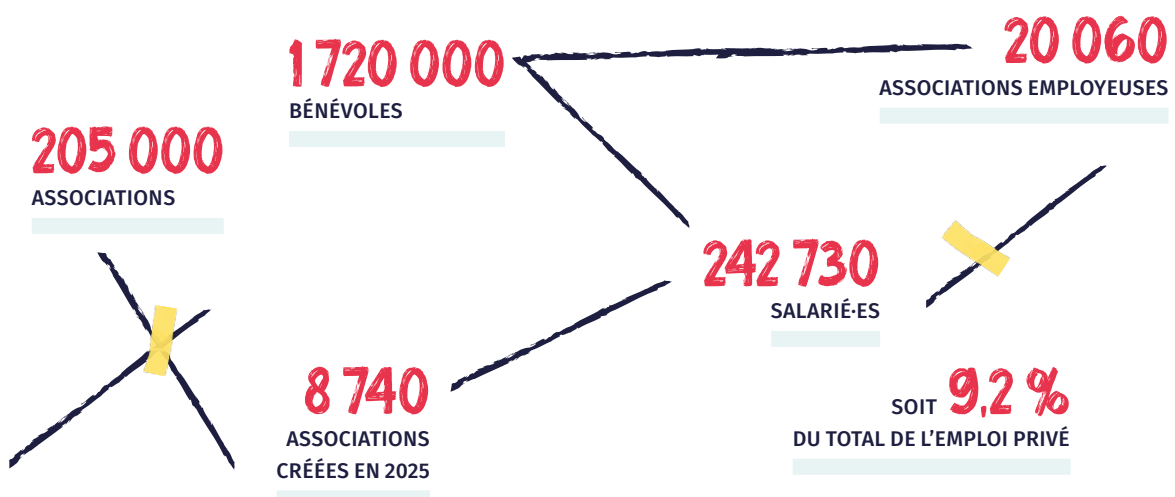 1 720 000
BÉNÉVOLES
20 060
ASSOCIATIONS EMPLOYEUSES
205 000
ASSOCIATIONS
242 730
SALARIÉ·ES
8 740
ASSOCIATIONS
CRÉÉES EN 2025
SOIT 9,2 %
DU TOTAL DE L’EMPLOI PRIVÉ